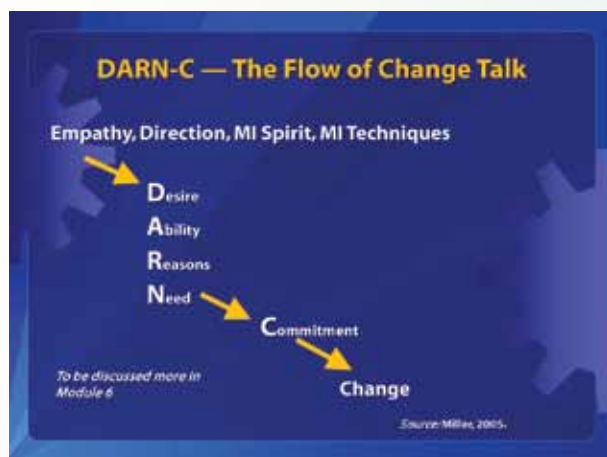 DARN-C — The Flow of Change Talk
Empathy, Direction, MI Spirit, MI Techniques
Desire
Ability
Reasons
Need
Commitment
To be discussed more in
Module 6
Change
Source: Miller, 2005.